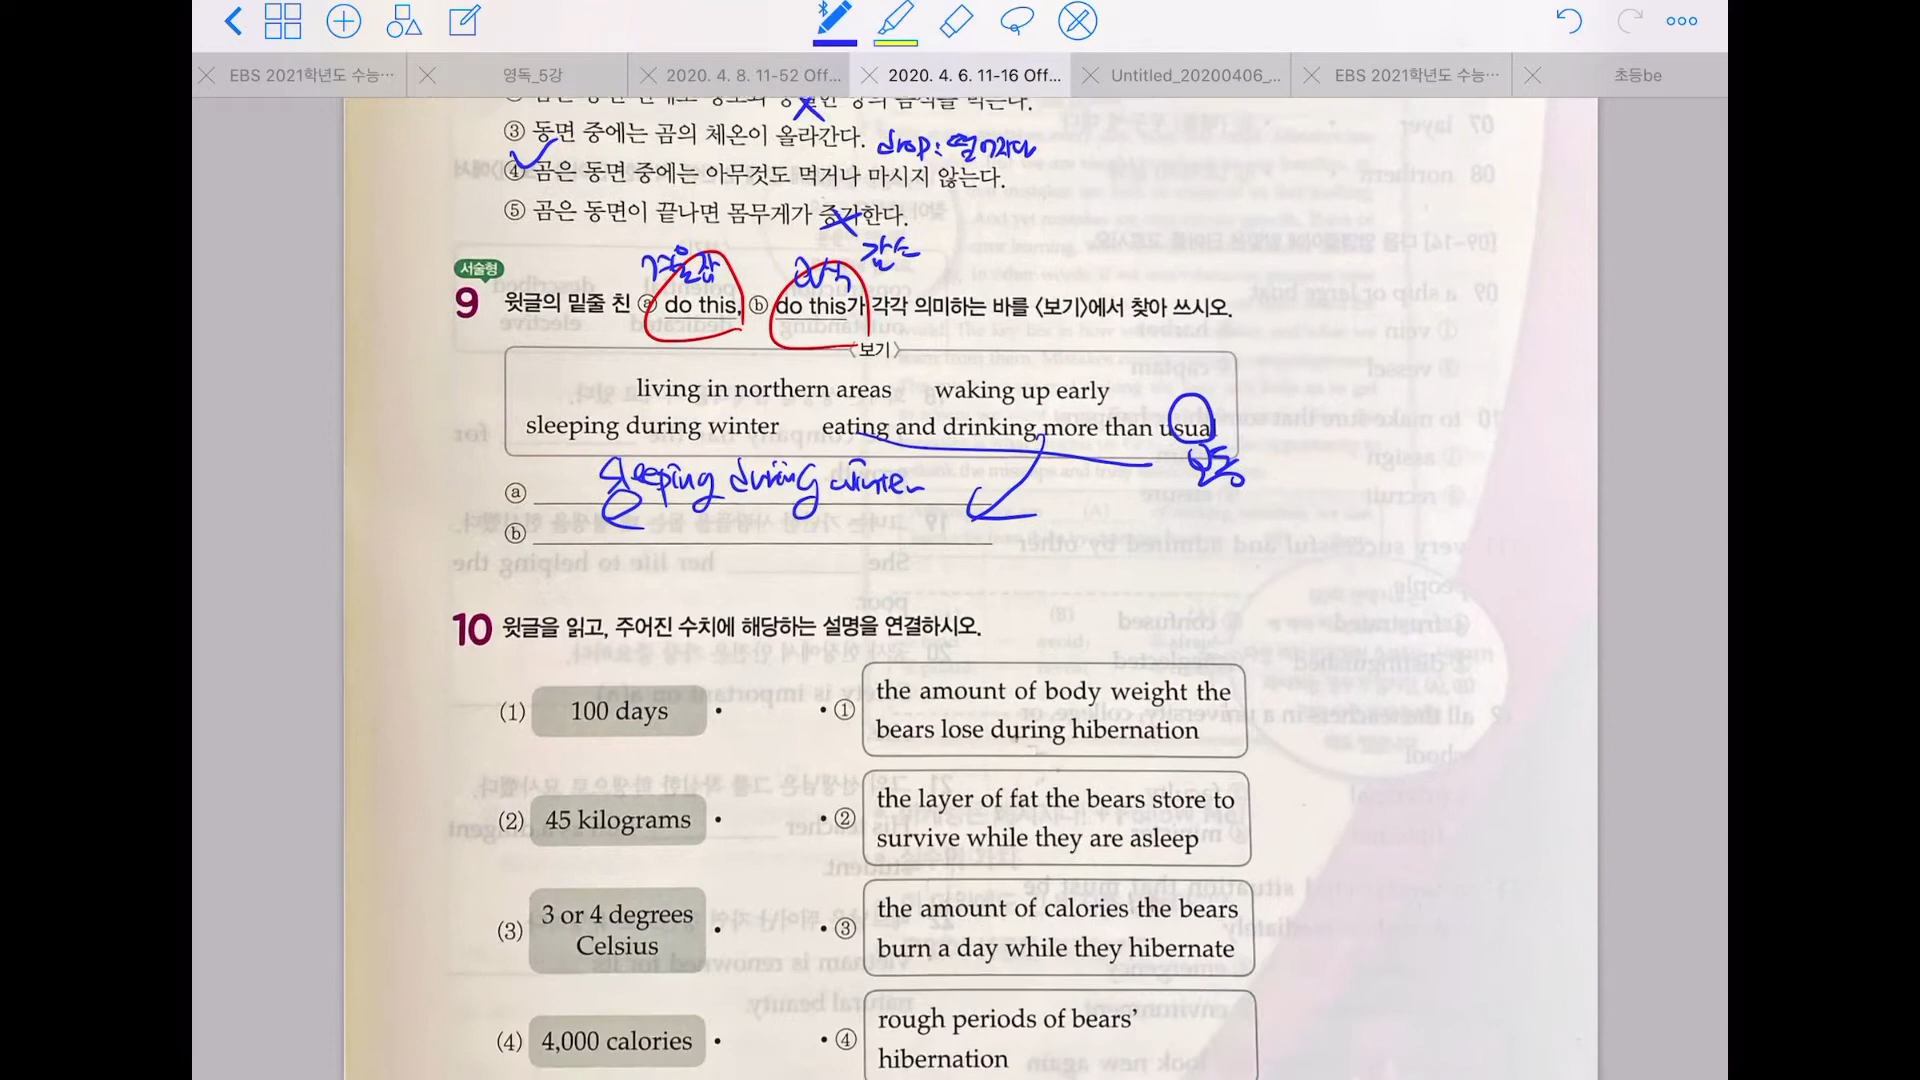 EBS 2021학년도 수능…
영독_5강
2020. 4. 8. 11-52 Off...
2020. 4. 6. 11-16 Off...
Untitled_20200406_...
EBS 2021학년도 수능…
초등be
③ 동면 중에는 곰의 체온이 올라간다.
drop: 떨어지다
④ 곰은 동면 중에는 아무것도 먹거나 마시지 않는다.
⑤ 곰은 동면이 끝나면 몸무게가 증가한다.
감소
겨울잠
서술형
9 윗글의 밑줄 친 ⓐ do this, ⓑ do this가 각각 의미하는 바를 〈보기〉에서 찾아 쓰시오.
〈보기〉
living in northern areas waking up early
sleeping during winter eating and drinking more than usual
ⓐ sleeping during winter
ⓑ
10 윗글을 읽고, 주어진 수치에 해당하는 설명을 연결하시오.
(1) 100 days • • ① the amount of body weight the
bears lose during hibernation
(2) 45 kilograms • • ② the layer of fat the bears store to
survive while they are asleep
(3) 3 or 4 degrees Celsius • • ③ the amount of calories the bears
burn a day while they hibernate
(4) 4,000 calories • • ④ rough periods of bears'
hibernation